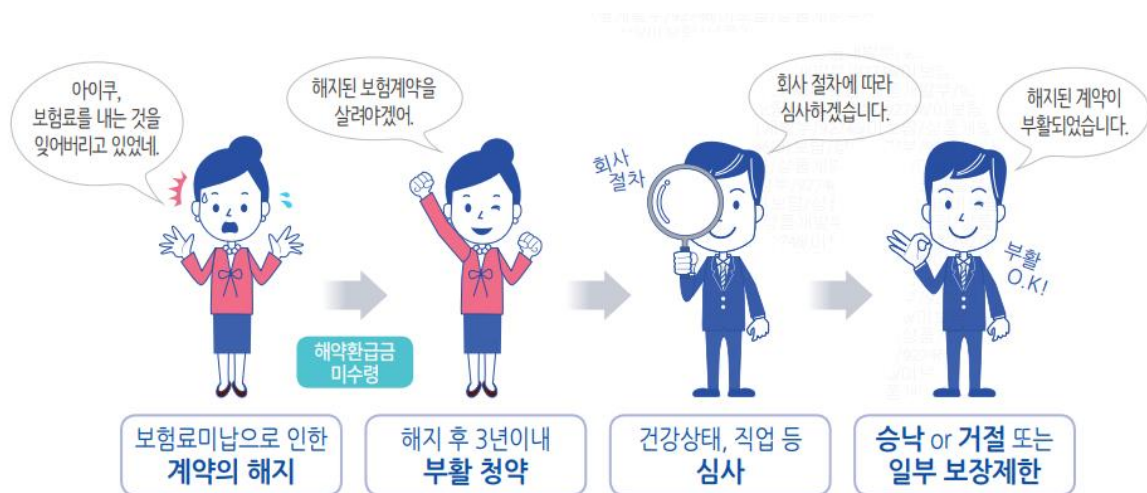 아이쿠,
보험료를 내는 것을
잊어버리고 있었네.
해지된 보험계약을
살려야겠어.
회사 절차에 따라
심사하겠습니다.
해지된 계약이
부활되었습니다.
회사
절차
부활
O.K!
해약환급금
미수령
보험료미납으로 인한
계약의 해지
해지 후 3년이내
부활 청약
건강상태, 직업 등
심사
승낙 or 거절 또는
일부 보장제한